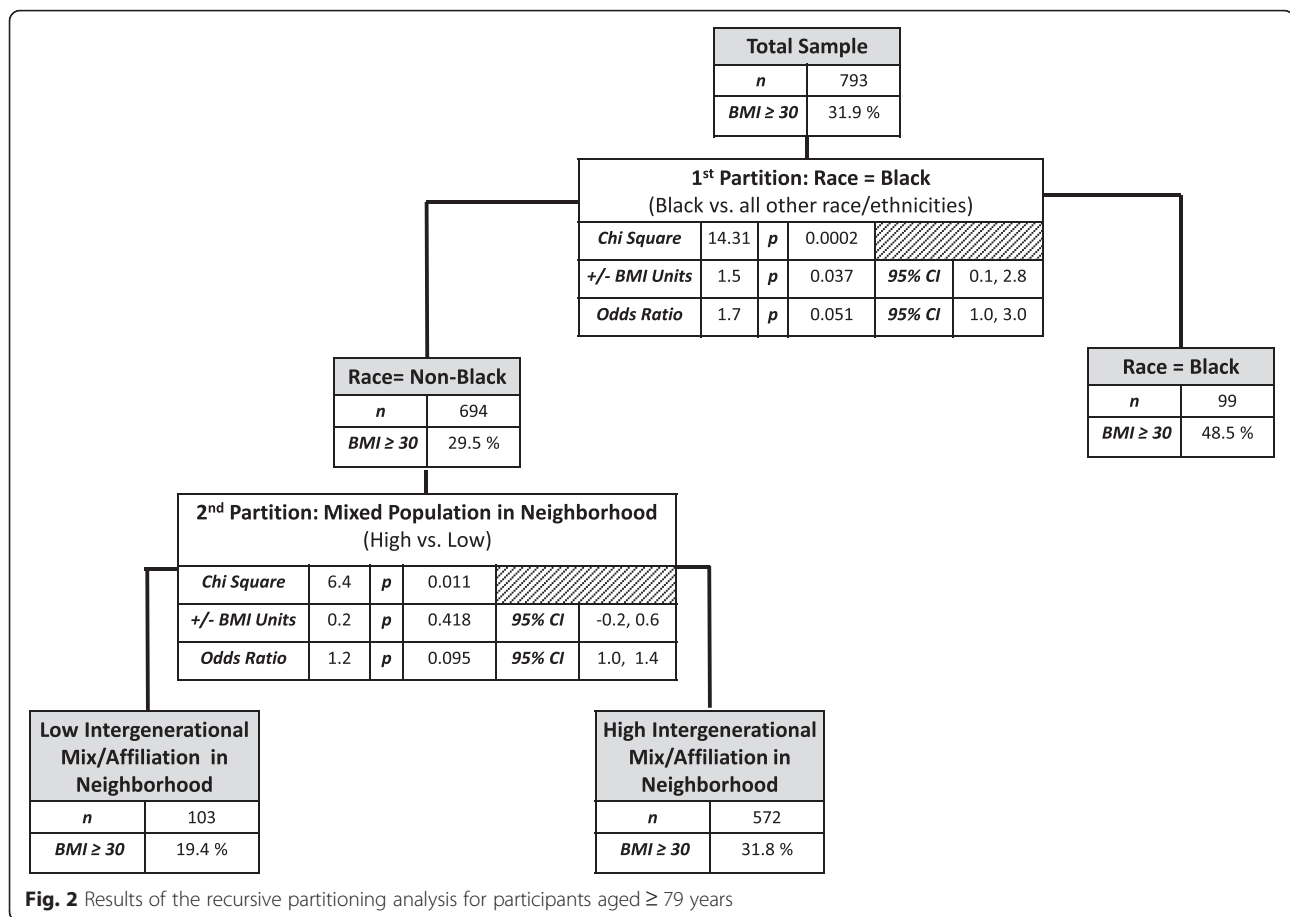 Total Sample
n 793
BMI ≥ 30 31.9 %
1st Partition: Race = Black
(Black vs. all other race/ethnicities)
Chi Square 14.31 p 0.0002
+/- BMI Units 1.5 p 0.037 95% CI 0.1, 2.8
Odds Ratio 1.7 p 0.051 95% CI 1.0, 3.0
Race= Non-Black
n 694
BMI ≥ 30 29.5 %
Race = Black
n 99
BMI ≥ 30 48.5 %
2nd Partition: Mixed Population in Neighborhood
(High vs. Low)
Chi Square 6.4 p 0.011
+/- BMI Units 0.2 p 0.418 95% CI -0.2, 0.6
Odds Ratio 1.2 p 0.095 95% CI 1.0, 1.4
Low Intergenerational
Mix/Affiliation in
Neighborhood
n 103
BMI ≥ 30 19.4 %
High Intergenerational
Mix/Affiliation in
Neighborhood
n 572
BMI ≥ 30 31.8 %
Fig. 2 Results of the recursive partitioning analysis for participants aged ≥ 79 years